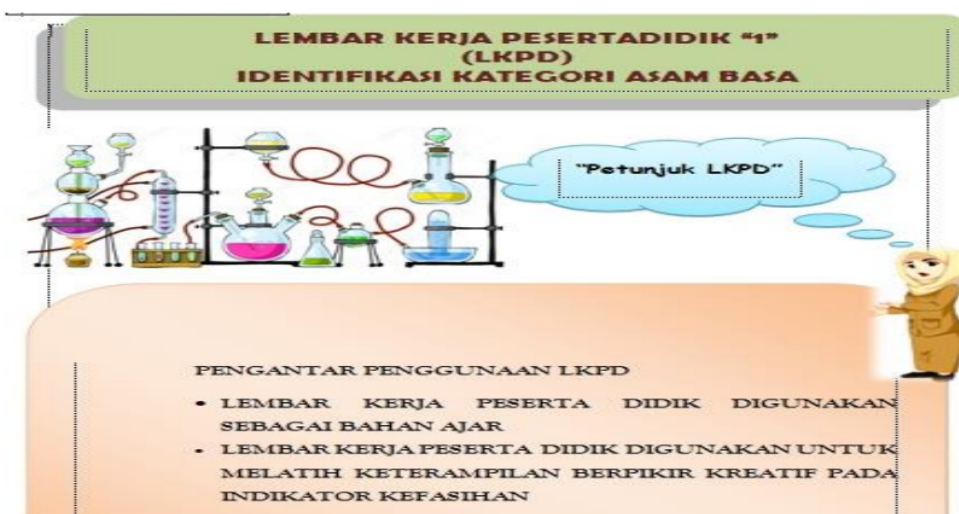 LEMBAR KERJA PESERTADIDIK “1”
(LKPD)
IDENTIFIKASI KATEGORI ASAM BASA
“Petunjuk LKPD”
PENGANTAR PENGGUNAAN LKPD
• LEMBAR KERJA PESERTA DIDIK DIGUNAKAN
SEBAGAI BAHAN AJAR
• LEMBAR KERJA PESERTA DIDIK DIGUNAKAN UNTUK
MELATIH KETERAMPILAN BERPIKIR KREATIF PADA
INDIKATOR KEFASIHAN